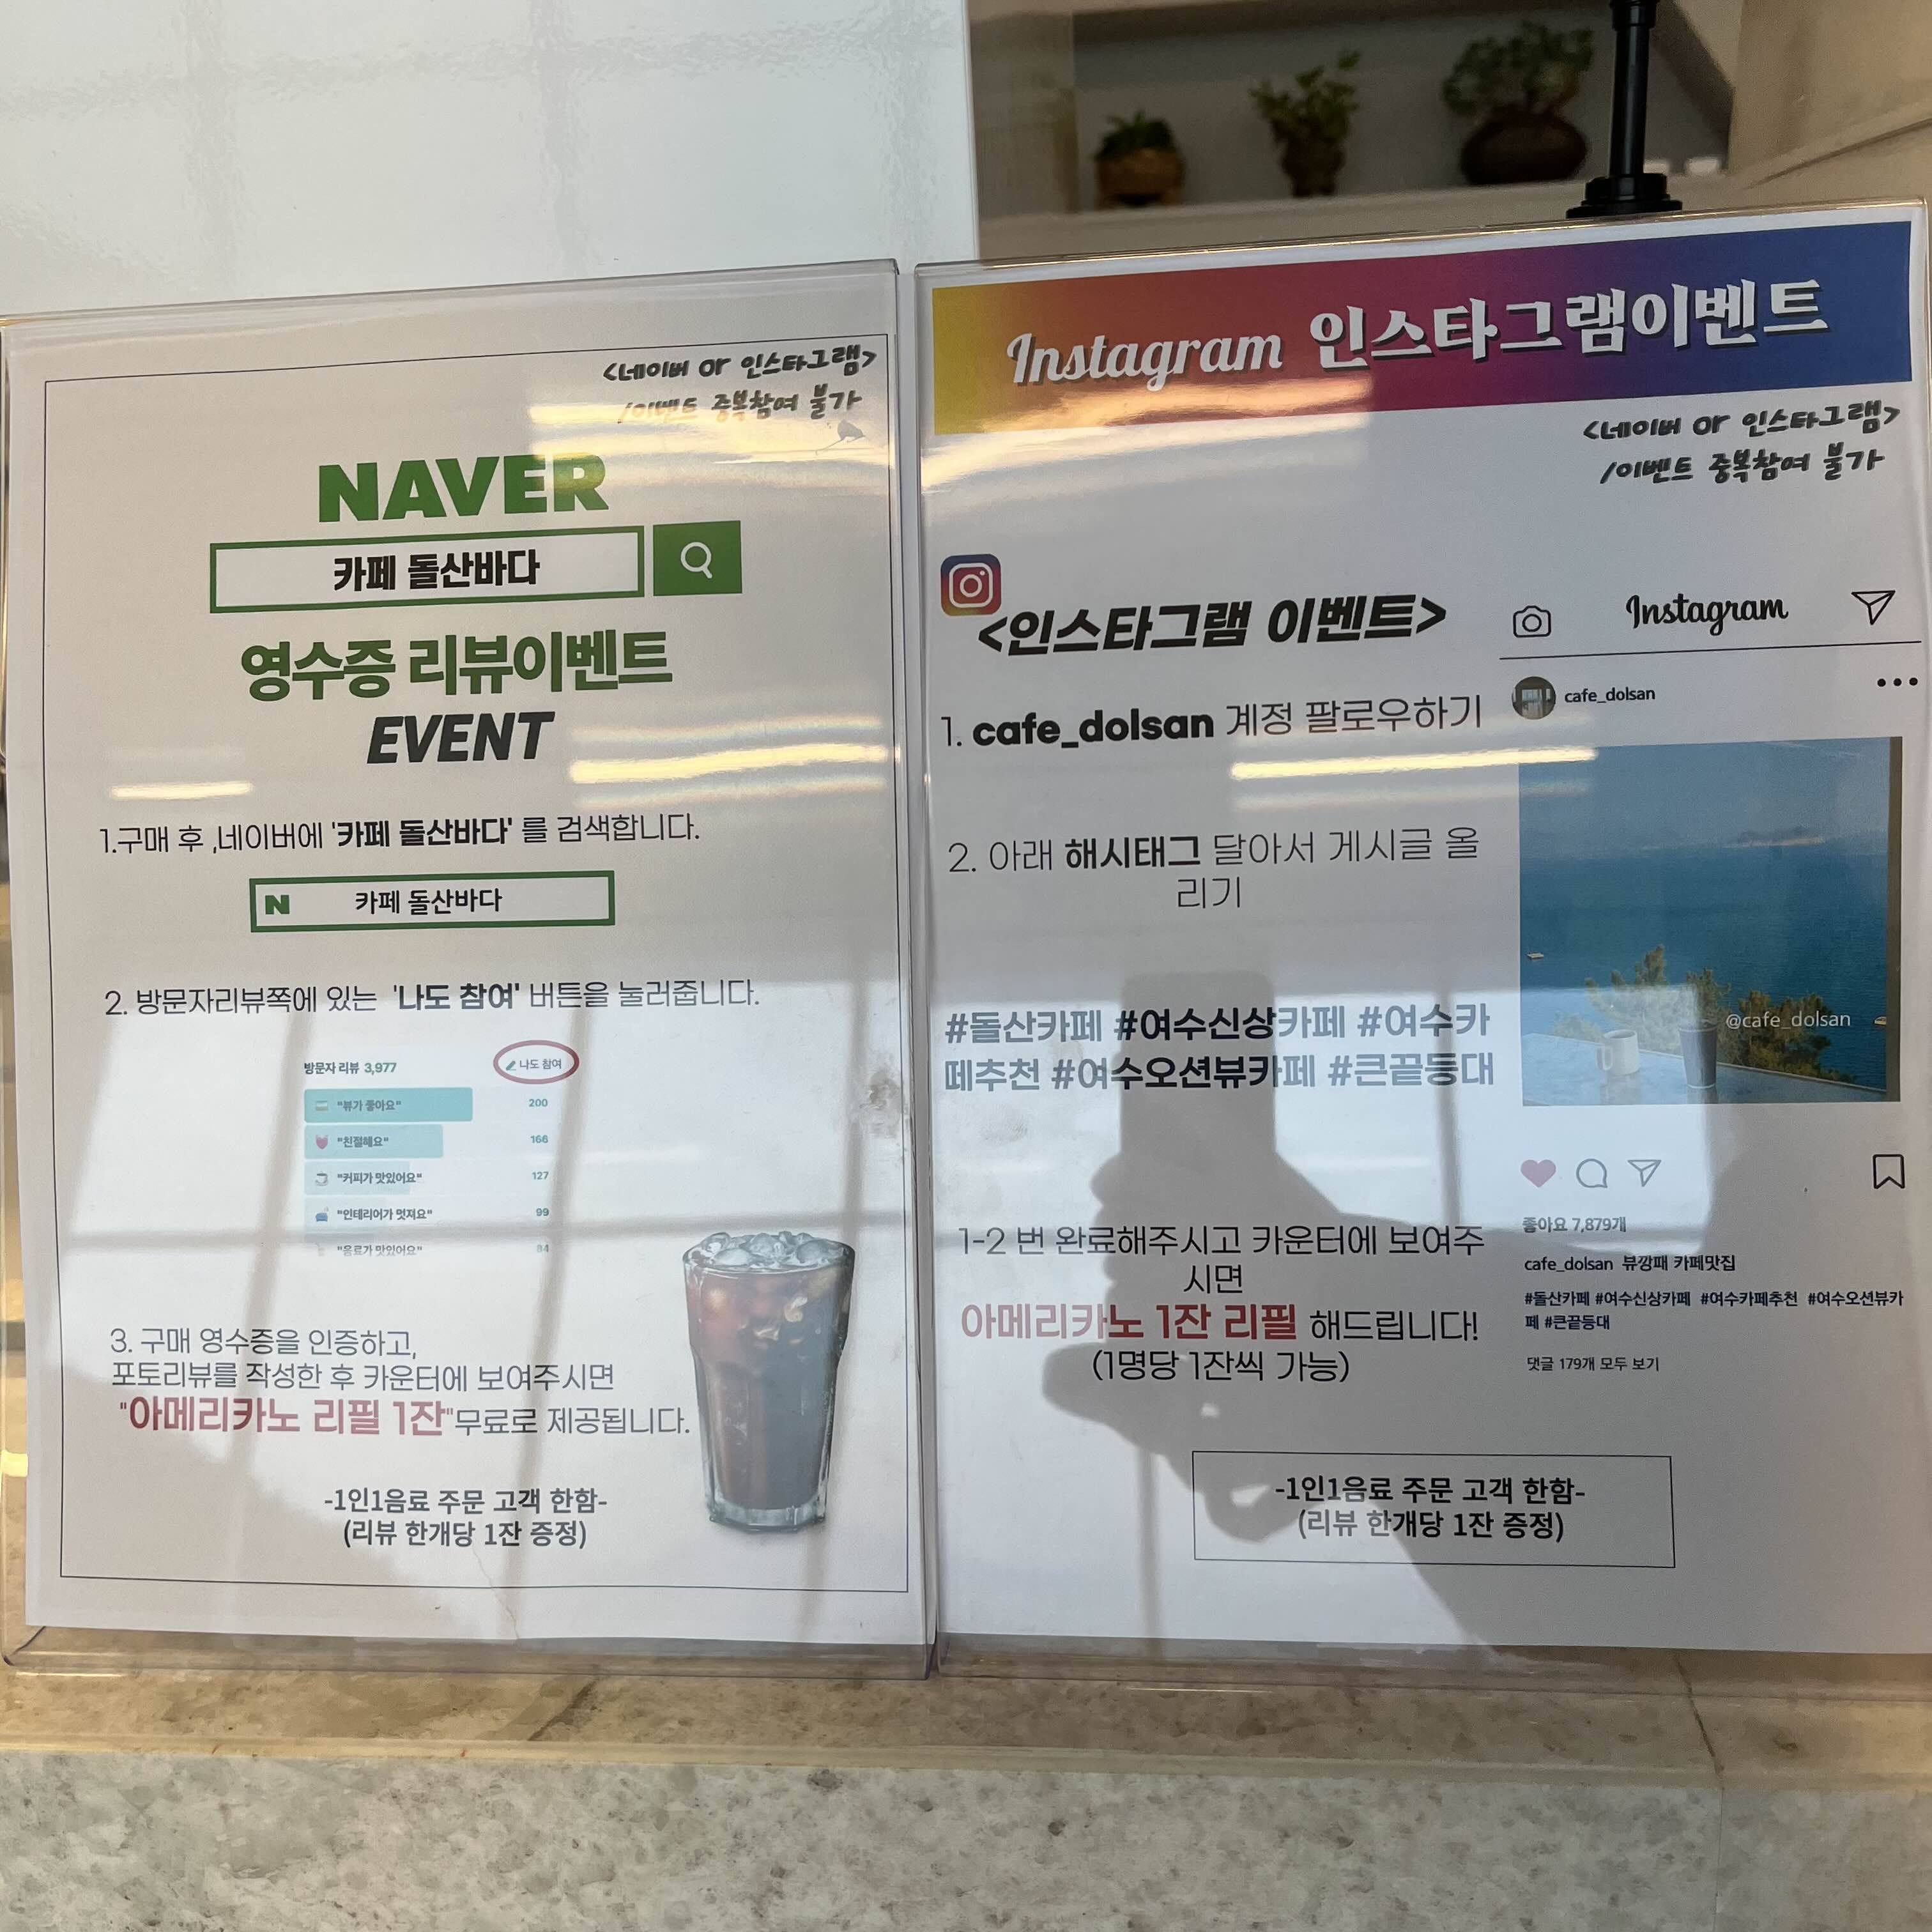 <네이버 or 인스타그램>
/이벤트 중복참여 불가
NAVER
카페 돌산바다
영수증 리뷰이벤트
EVENT
1.구매 후 ,네이버에 '카페 돌산바다' 를 검색합니다.
N 카페 돌산바다
2. 방문자리뷰쪽에 있는 '나도 참여' 버튼을 눌러줍니다.
방문자 리뷰 3,977 나도 참여
"뷰가 좋아요" 200
"친절해요" 166
"커피가 맛있어요" 127
"인테리어가 멋져요" 99
"음료가 맛있어요" 84
3. 구매 영수증을 인증하고,
포토리뷰를 작성한 후 카운터에 보여주시면
"아메리카노 리필 1잔"무료로 제공됩니다.
-1인1음료 주문 고객 한함-
(리뷰 한개당 1잔 증정)
Instagram 인스타그램이벤트
<네이버 or 인스타그램>
/이벤트 중복참여 불가
<인스타그램 이벤트>
1. cafe_dolsan 계정 팔로우하기
2. 아래 해시태그 달아서 게시글 올
리기
#돌산카페 #여수신상카페 #여수카
페추천 #여수오션뷰카페 #큰끝등대
1-2 번 완료해주시고 카운터에 보여주
시면
아메리카노 1잔 리필 해드립니다!
(1명당 1잔씩 가능)
Instagram
cafe_dolsan
@cafe_dolsan
좋아요 7,879개
cafe_dolsan 뷰깡패 카페맛집
#돌산카페 #여수신상카페 #여수카페추천 #여수오션뷰카
페 #큰끝등대
댓글 179개 모두 보기
-1인1음료 주문 고객 한함-
(리뷰 한개당 1잔 증정)